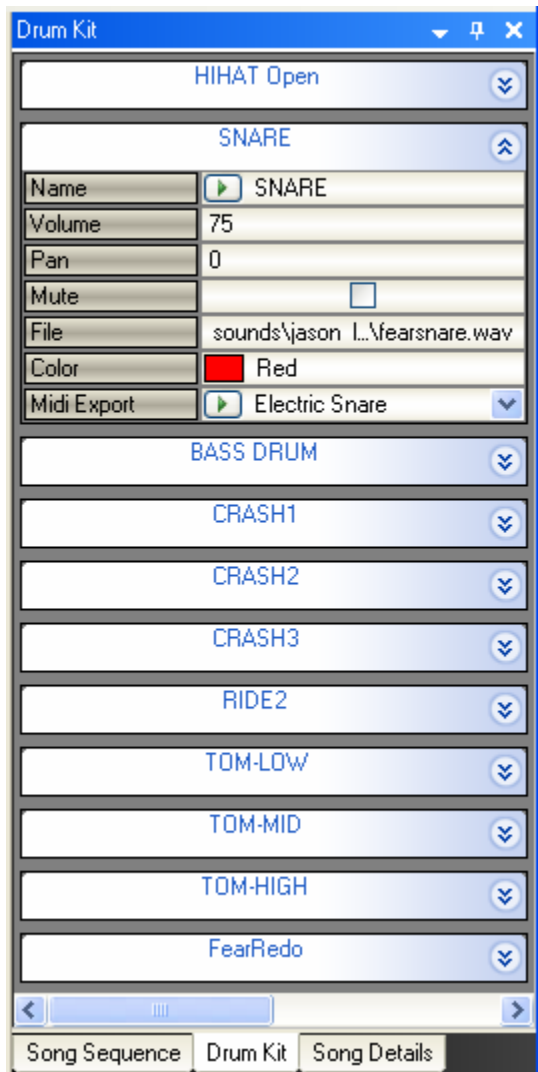 Drum Kit
HIHAT Open
SNARE
Name SNARE
Volume 75
Pan 0
Mute
File sounds\jason l...\fearsnare.wav
Color Red
Midi Export Electric Snare
BASS DRUM
CRASH1
CRASH2
CRASH3
RIDE2
TOM-LOW
TOM-MID
TOM-HIGH
FearRedo
Song Sequence Drum Kit Song Details